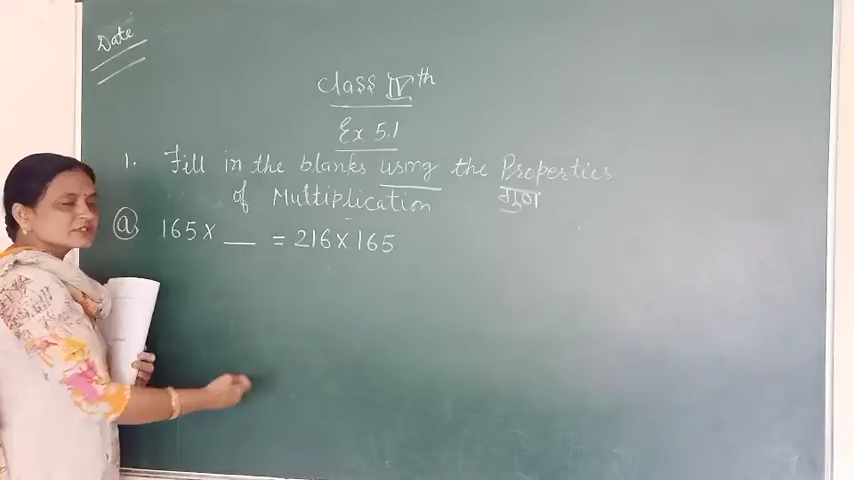 Date
Class IVth
Ex 5.1
1. Fill in the blanks using the Properties
of Multiplication गुण
(a) 165 × __ = 216 × 165